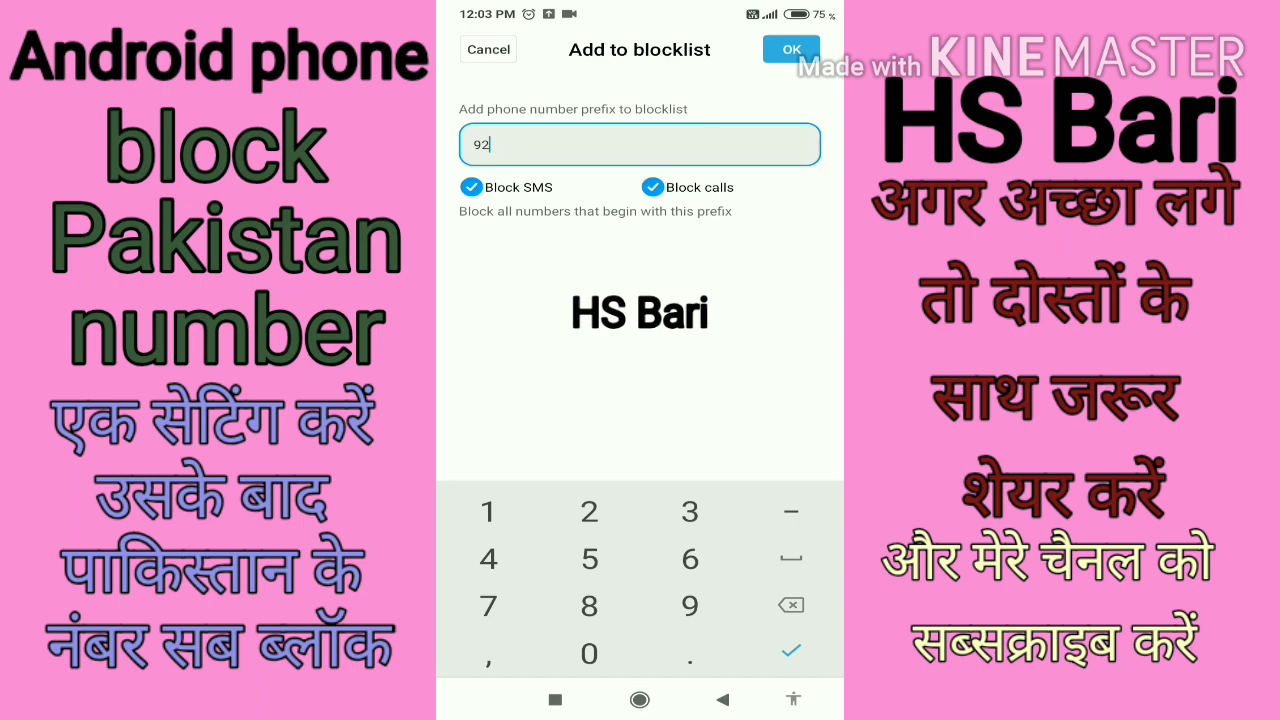 Android phone
block
Pakistan
number
एक सेटिंग करें
उसके बाद
पाकिस्तान के
नंबर सब ब्लॉक
12:03 PM
75 %
Cancel
Add to blocklist
OK
Add phone number prefix to blocklist
92
Block SMS
Block calls
Block all numbers that begin with this prefix
HS Bari
1 2 3 –
4 5 6
7 8 9
, 0 .
Made with KINEMASTER
HS Bari
अगर अच्छा लगे
तो दोस्तों के
साथ जरूर
शेयर करें
और मेरे चैनल को
सब्सक्राइब करें